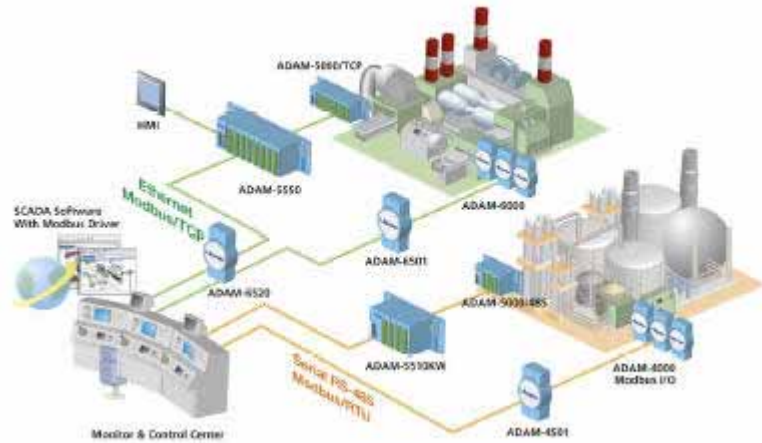 ADAM-5000/TCP
HMI
ADAM-5550
Ethernet
Modbus/TCP
ADAM-6000
SCADA Software
With Modbus Driver
ADAM-6501
ADAM-6520
ADAM-5000/485
ADAM-5510KW
ADAM-4000
Modbus I/O
Serial RS-485
Modbus/RTU
ADAM-4501
Monitor & Control Center